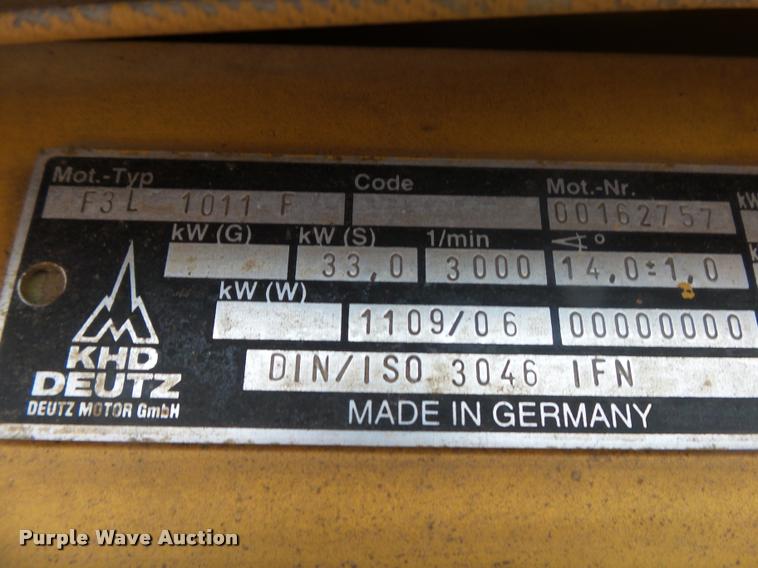 Mot.-Typ Code Mot.-Nr.
F3L 1011 F 00162757
kW (G) kW (S) 1/min °
33,0 3000 14,0±1,0
kW (W)
1109/06 00000000
KHD
DEUTZ
DIN/ISO 3046 IFN
DEUTZ MOTOR GmbH
MADE IN GERMANY
Purple Wave Auction